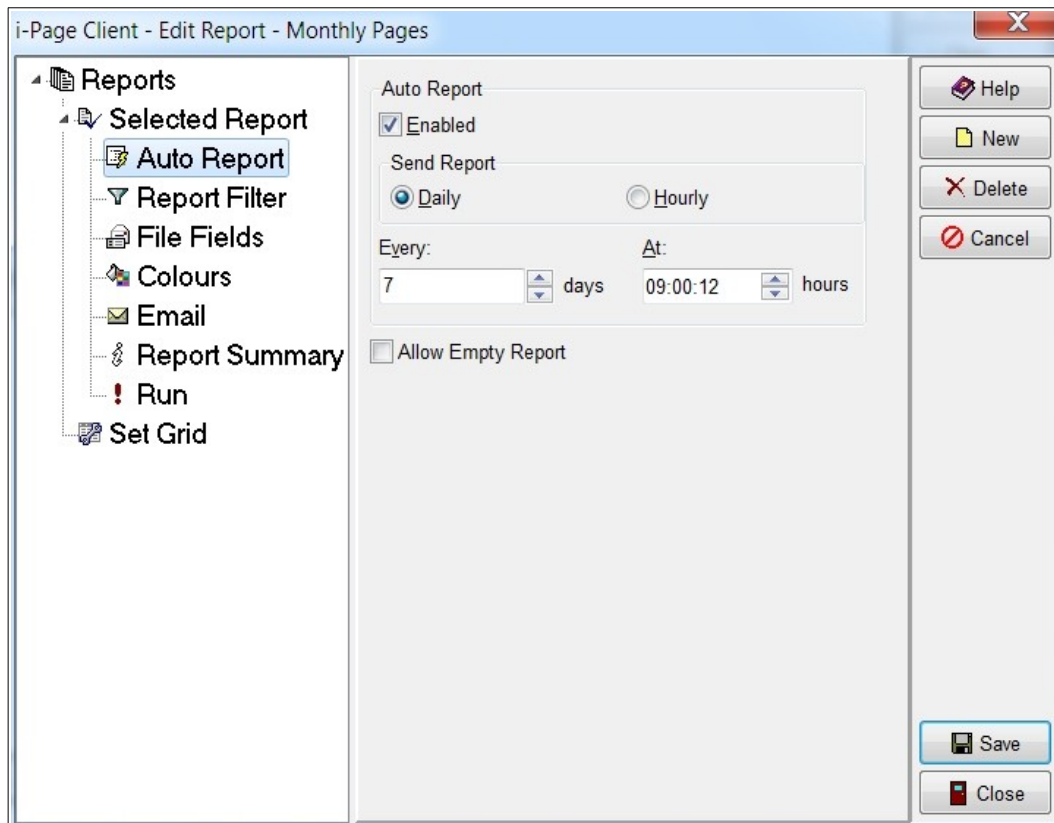 i-Page Client - Edit Report - Monthly Pages
Reports
Selected Report
Auto Report
Report Filter
File Fields
Colours
Email
Report Summary
Run
Set Grid
Auto Report
Enabled
Send Report
Daily
Hourly
Every:
At:
7
days
09:00:12
hours
Allow Empty Report
Help
New
Delete
Cancel
Save
Close